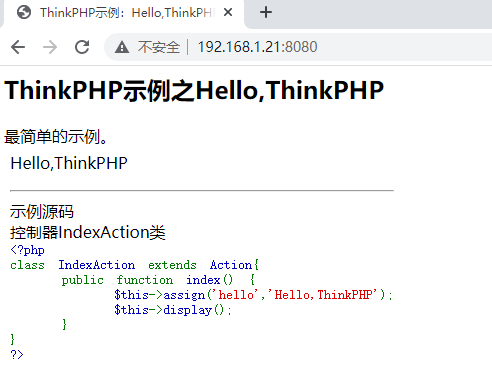 ThinkPHP示例：Hello,ThinkPH
不安全 192.168.1.21:8080
ThinkPHP示例之Hello,ThinkPHP
最简单的示例。
Hello,ThinkPHP
示例源码
控制器IndexAction类
<?php
class IndexAction extends Action{
public function index() {
$this->assign('hello','Hello,ThinkPHP');
$this->display();
}
}
?>